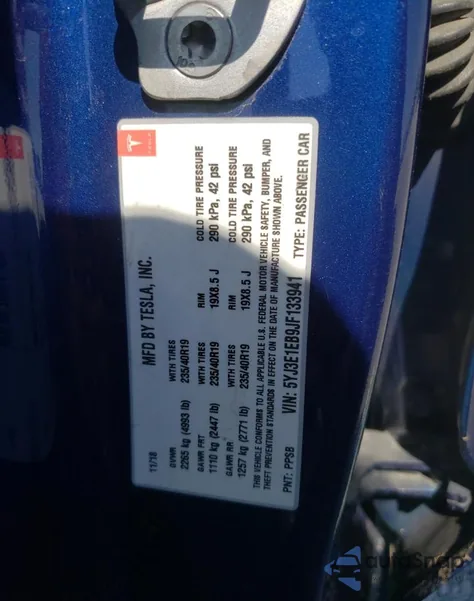 TESLA
MFD BY TESLA, INC.
11/18
GVWR WITH TIRES RIM COLD TIRE PRESSURE
2265 kg (4993 lb) 235/40R19 19X8.5 J 290 kPa, 42 psi
GAWR FRT WITH TIRES RIM COLD TIRE PRESSURE
1110 kg (2447 lb) 235/40R19 19X8.5 J 290 kPa, 42 psi
GAWR RR WITH TIRES
1257 kg (2771 lb) 235/40R19
THIS VEHICLE CONFORMS TO ALL APPLICABLE U.S. FEDERAL MOTOR VEHICLE SAFETY, BUMPER, AND
THEFT PREVENTION STANDARDS IN EFFECT ON THE DATE OF MANUFACTURE SHOWN ABOVE.
VIN: 5YJ3E1EB9JF133941
PNT: PPSB TYPE: PASSENGER CAR
autoSnap